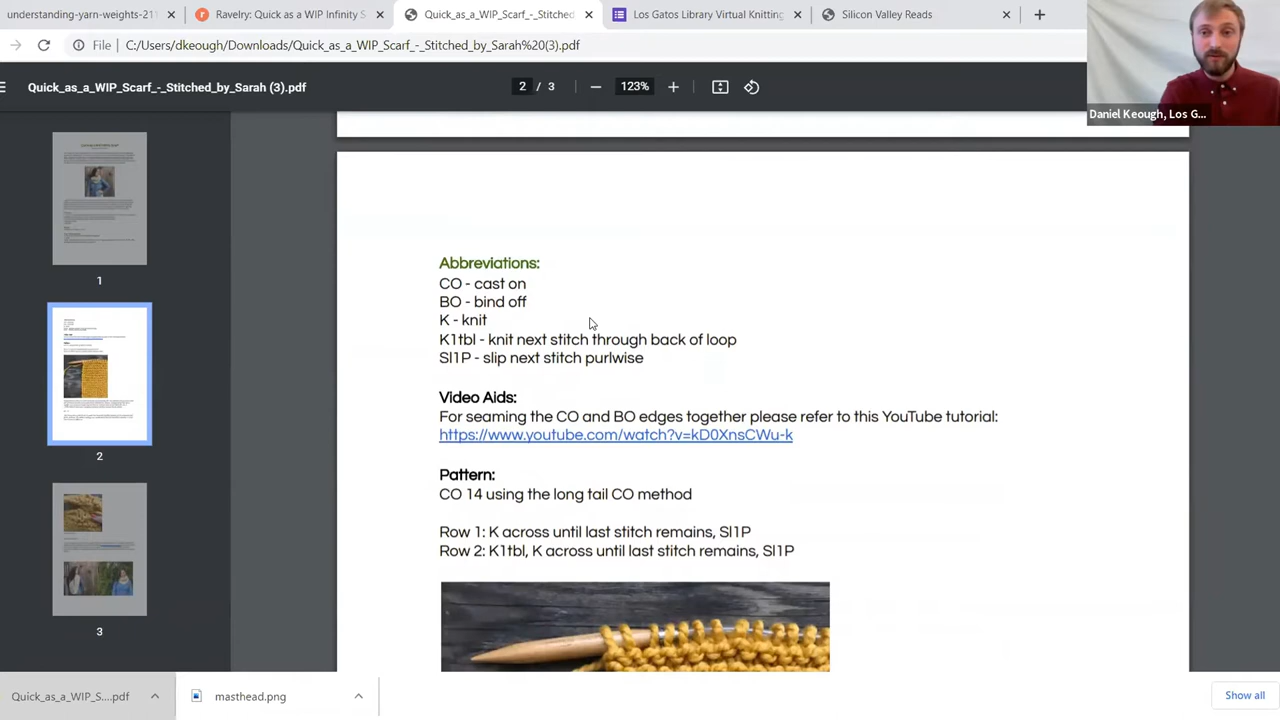 understanding-yarn-weights-211
Ravelry: Quick as a WIP Infinity S
Quick_as_a_WIP_Scarf_-_Stitched
Los Gatos Library Virtual Knitting
Silicon Valley Reads
File C:/Users/dkeough/Downloads/Quick_as_a_WIP_Scarf_-_Stitched_by_Sarah%20(3).pdf
Quick_as_a_WIP_Scarf_-_Stitched_by_Sarah (3).pdf
2 / 3
123%
Daniel Keough, Los G...
1
2
3
Abbreviations:
CO - cast on
BO - bind off
K - knit
K1tbl - knit next stitch through back of loop
Sl1P - slip next stitch purlwise
Video Aids:
For seaming the CO and BO edges together please refer to this YouTube tutorial:
https://www.youtube.com/watch?v=kD0XnsCWu-k
Pattern:
CO 14 using the long tail CO method
Row 1: K across until last stitch remains, Sl1P
Row 2: K1tbl, K across until last stitch remains, Sl1P
Quick_as_a_WIP_S....pdf
masthead.png
Show all